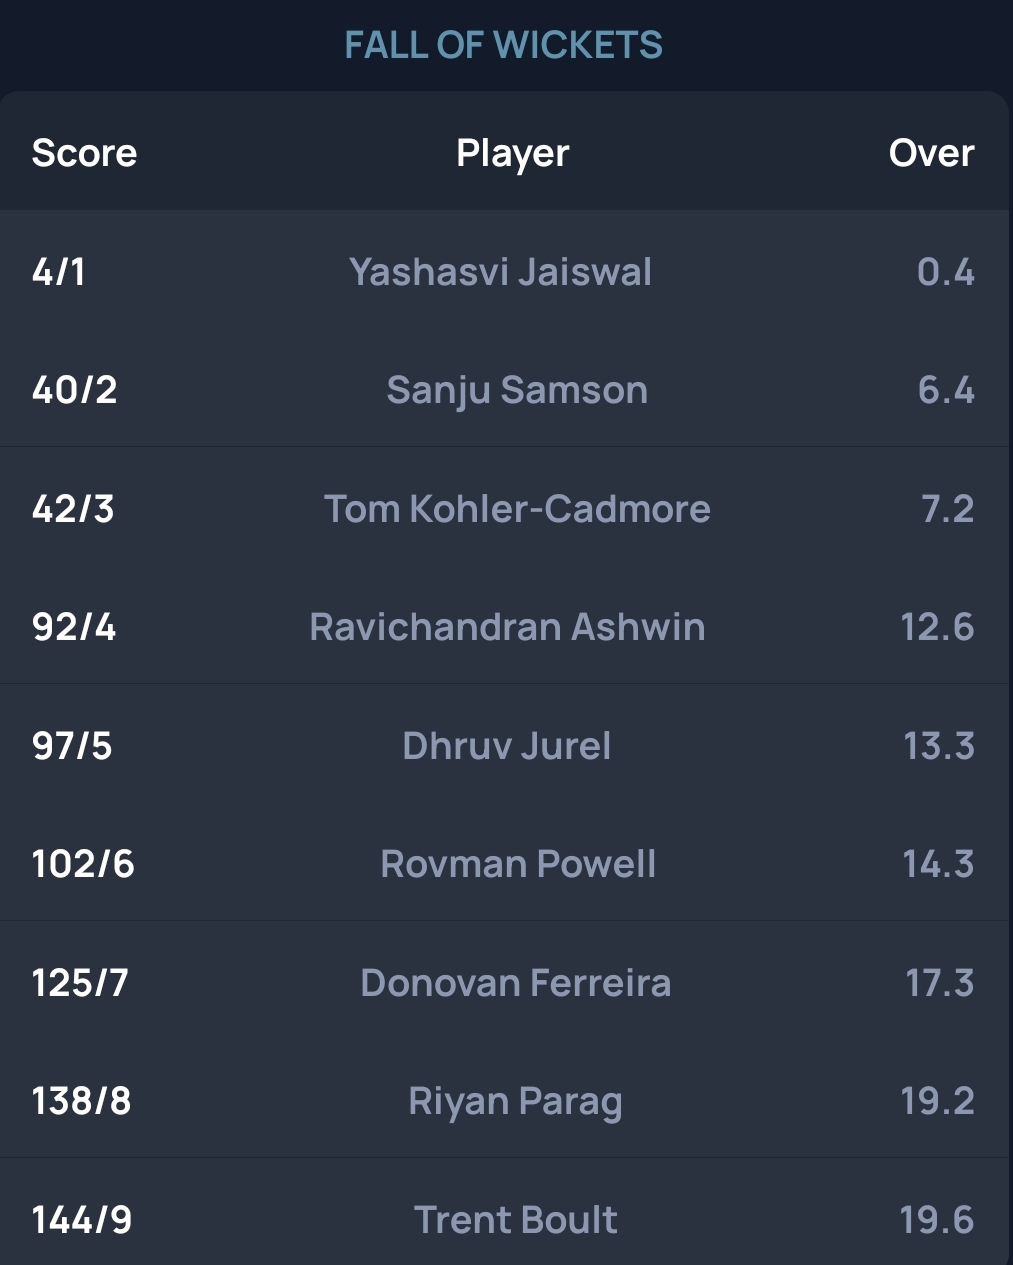 FALL OF WICKETS
Score Player Over
4/1 Yashasvi Jaiswal 0.4
40/2 Sanju Samson 6.4
42/3 Tom Kohler-Cadmore 7.2
92/4 Ravichandran Ashwin 12.6
97/5 Dhruv Jurel 13.3
102/6 Rovman Powell 14.3
125/7 Donovan Ferreira 17.3
138/8 Riyan Parag 19.2
144/9 Trent Boult 19.6